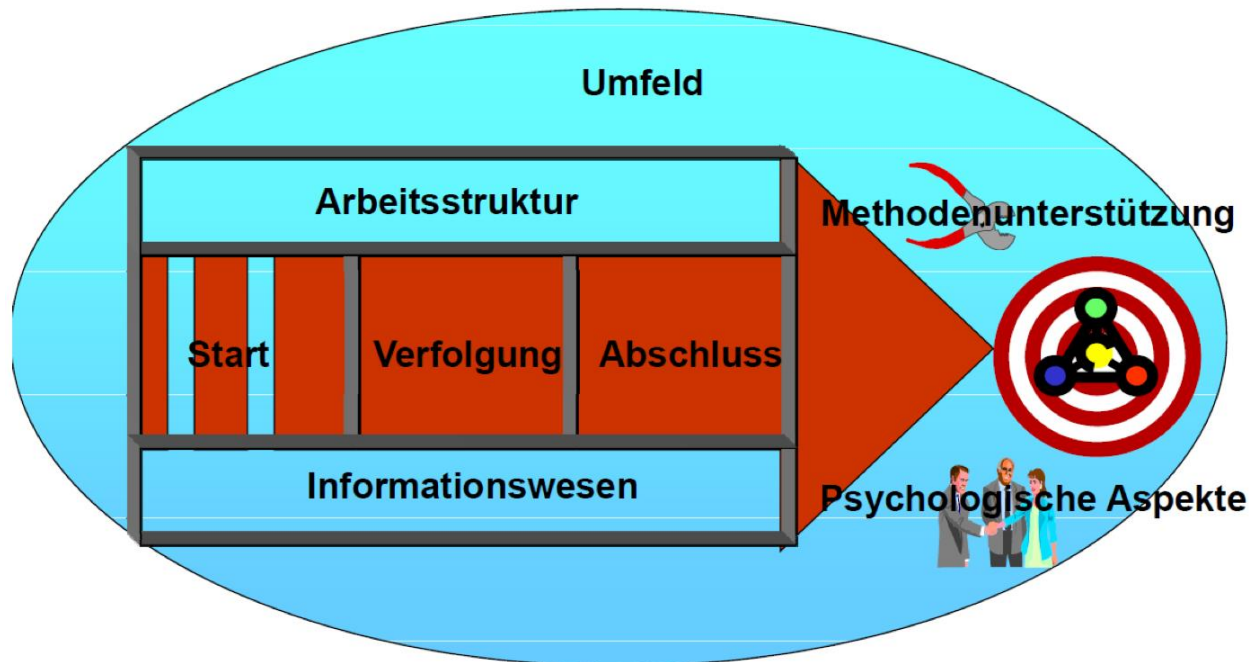 Umfeld
Arbeitsstruktur
Methodenunterstützung
Start
Verfolgung
Abschluss
Informationswesen
Psychologische Aspekte